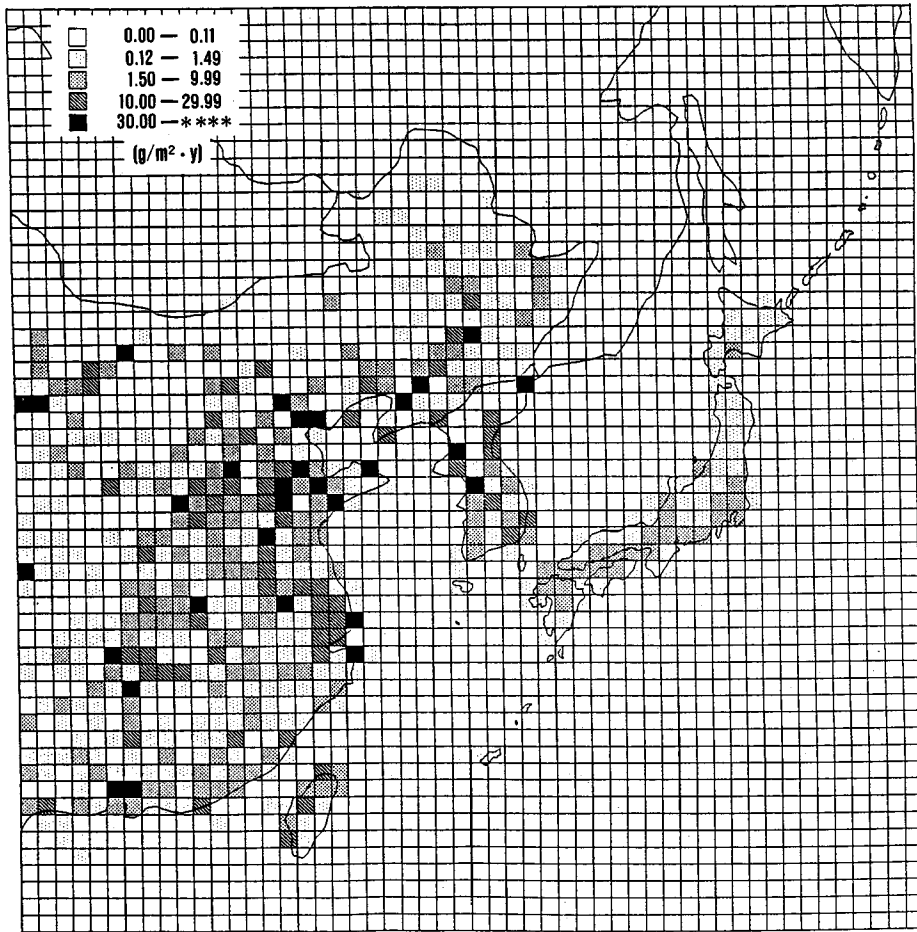 0.00 — 0.11
0.12 — 1.49
1.50 — 9.99
10.00 — 29.99
30.00 — ****
(g/m² · y)